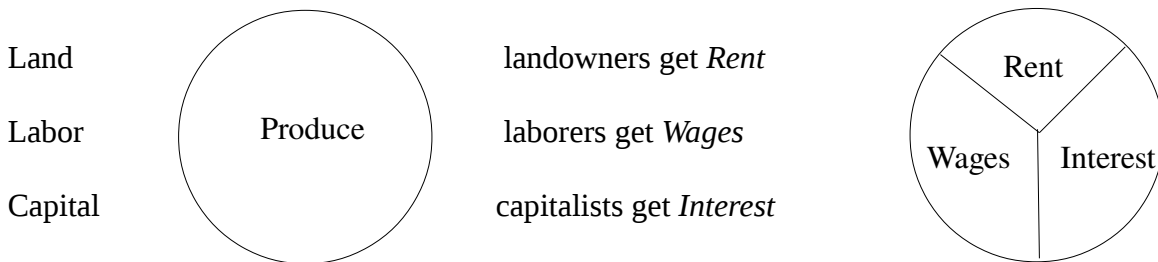 Land
Labor
Capital
Produce
landowners get Rent
laborers get Wages
capitalists get Interest
Rent
Wages
Interest